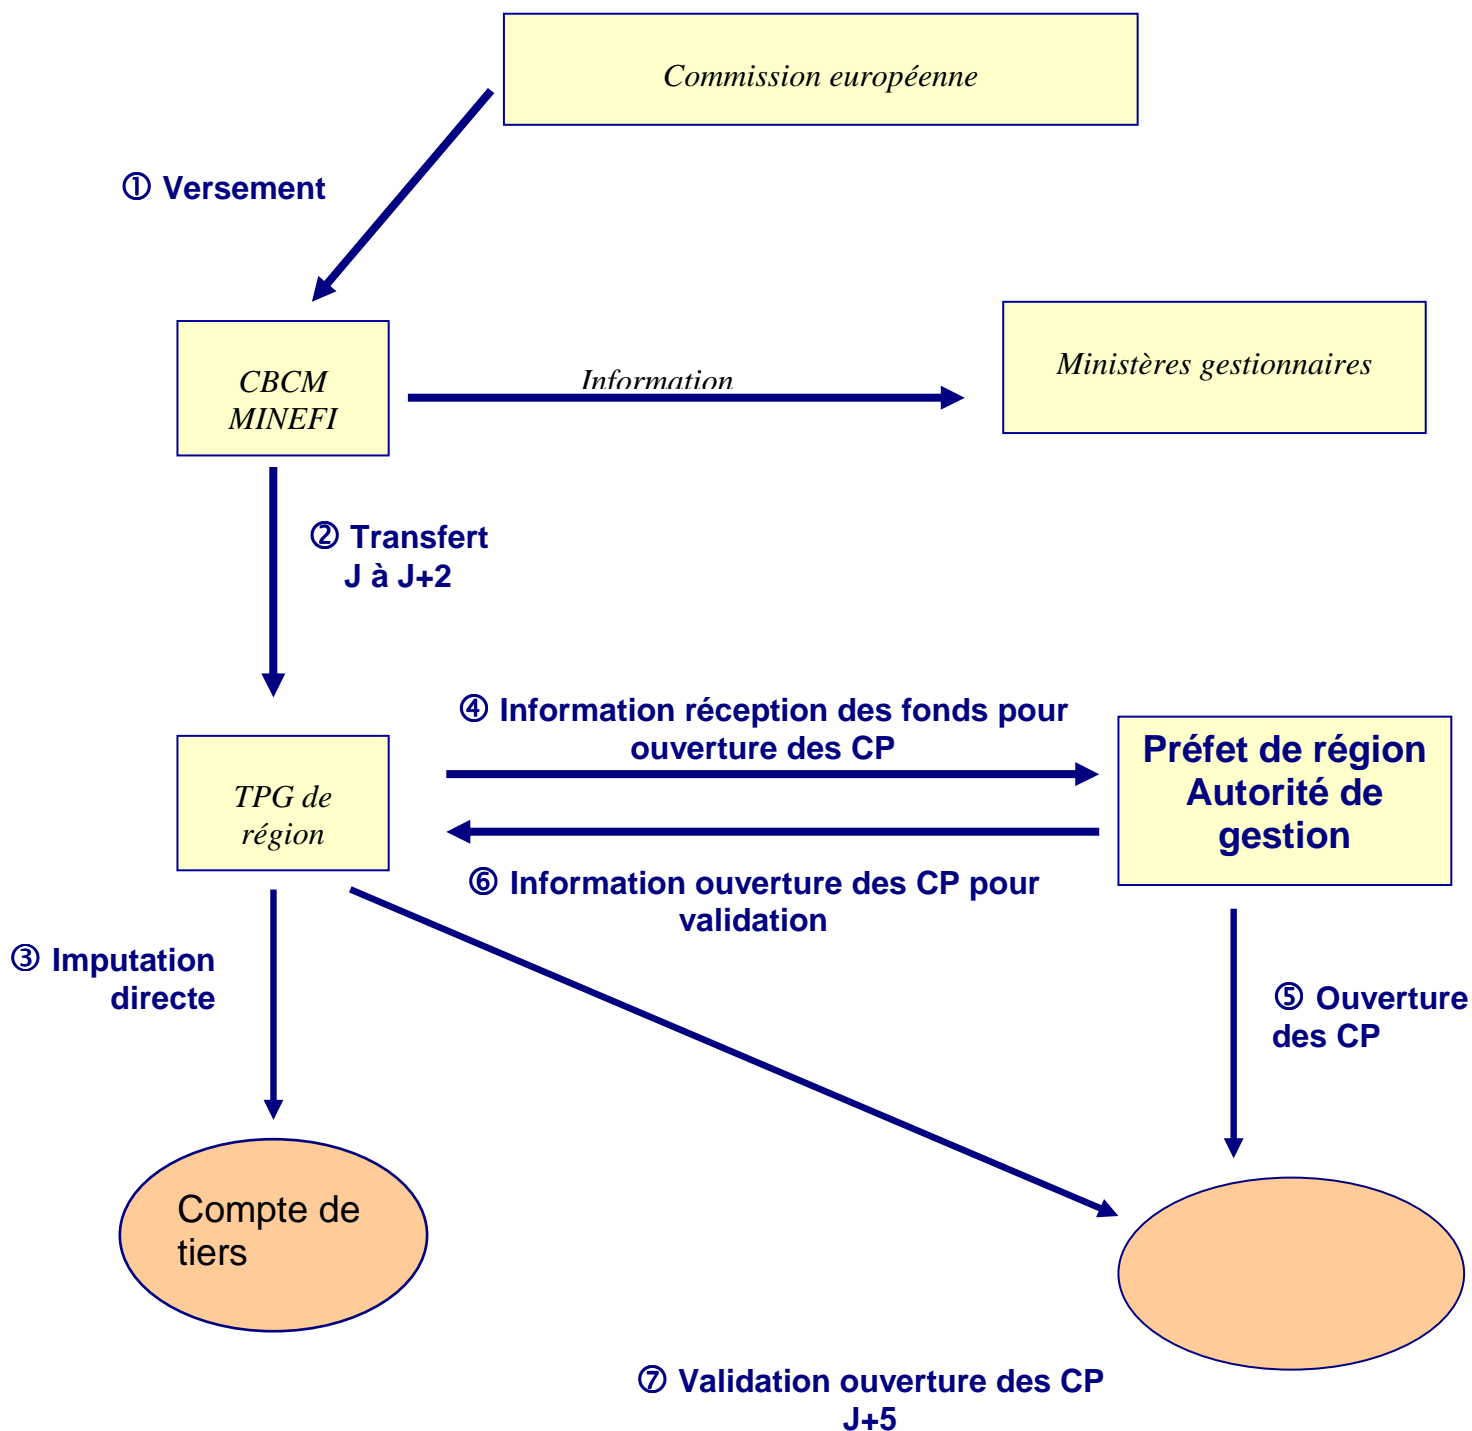 Commission européenne
① Versement
CBCM
MINEFI
Information
Ministères gestionnaires
② Transfert
J à J+2
④ Information réception des fonds pour
ouverture des CP
TPG de
région
Préfet de région
Autorité de
gestion
⑥ Information ouverture des CP pour
validation
③ Imputation
directe
⑤ Ouverture
des CP
Compte de
tiers
⑦ Validation ouverture des CP
J+5